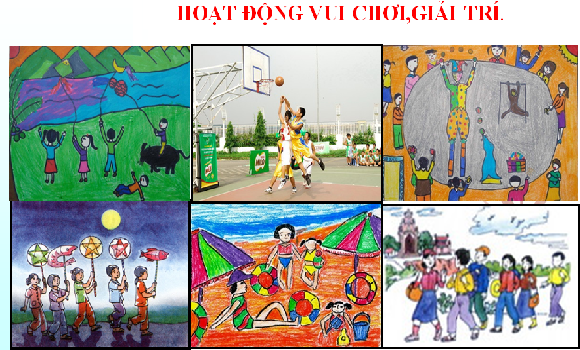 HOẠT ĐỘNG VUI CHƠI,GIẢI TRÍ.